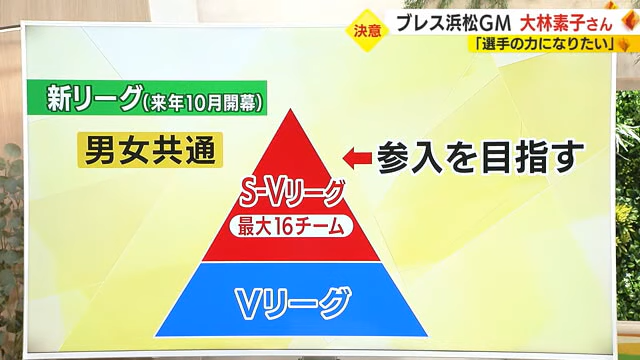 決意
ブレス浜松GM 大林素子さん
「選手の力になりたい」
新リーグ(来年10月開幕)
男女共通
参入を目指す
S-Vリーグ
最大16チーム
Vリーグ